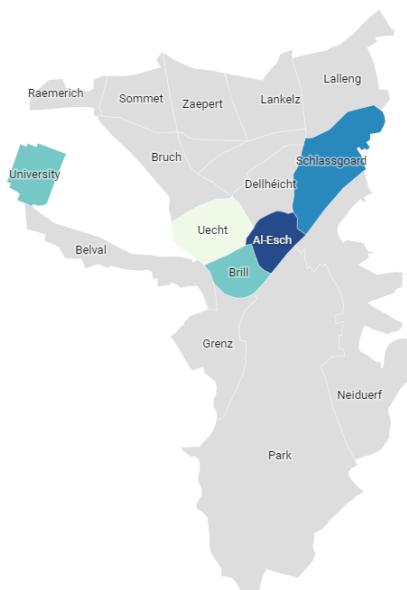 Lalleng
Raemerich
Sommet
Zaepert
Lankelz
Bruch
Schlassgoard
University
Dellhéicht
Uecht
Al-Esch
Belval
Brill
Grenz
Neiduerf
Park